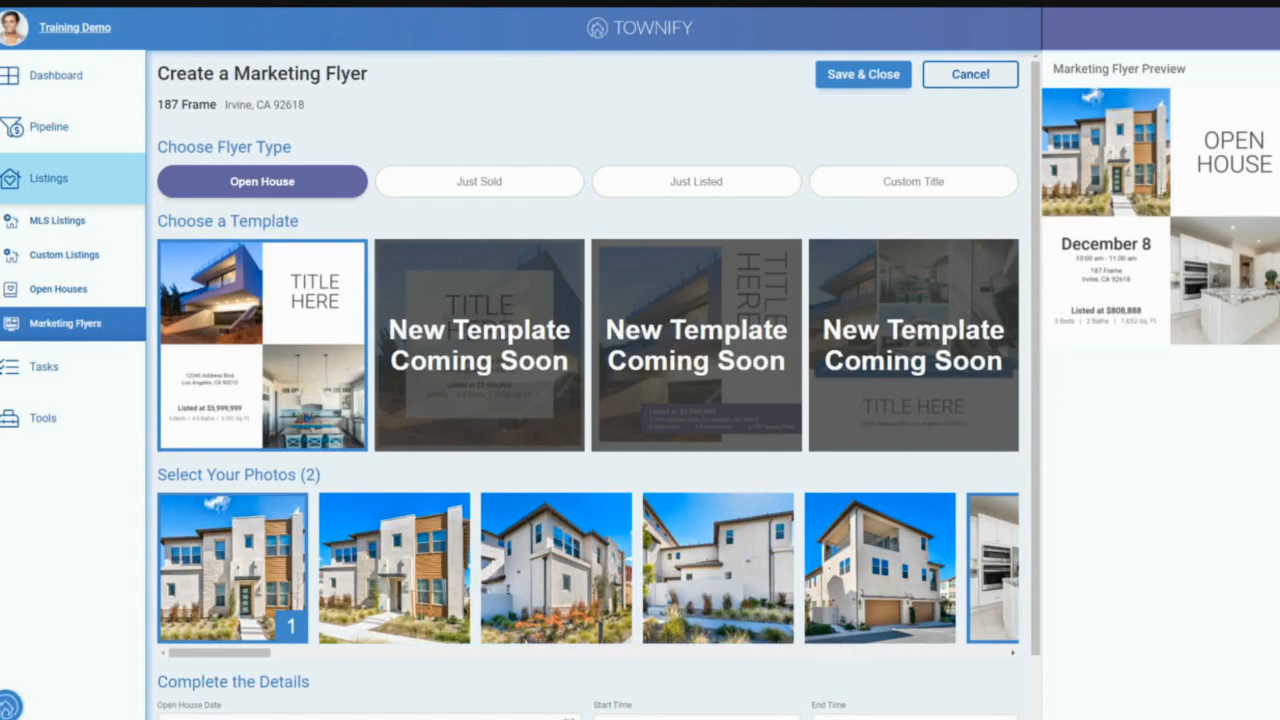 Training Demo
TOWNIFY
Dashboard
Pipeline
Listings
MLS Listings
Custom Listings
Open Houses
Marketing Flyers
Tasks
Tools
Create a Marketing Flyer
Save & Close
Cancel
187 Frame Irvine, CA 92618
Choose Flyer Type
Open House
Just Sold
Just Listed
Custom Title
Choose a Template
TITLE
HERE
12345 Address Blvd
Los Angeles, CA 90210
Listed at $5,999,999
TITLE
New Template
Coming Soon
TITLE
HERE
New Template
Coming Soon
New Template
Coming Soon
TITLE HERE
Select Your Photos (2)
1
Complete the Details
Open House Date
Start Time
End Time
Marketing Flyer Preview
OPEN
HOUSE
December 8
10:00 am - 11:00 am
187 Frame
Irvine, CA 92618
Listed at $808,888
3 Beds | 2 Baths | 1,652 Sq. Ft.